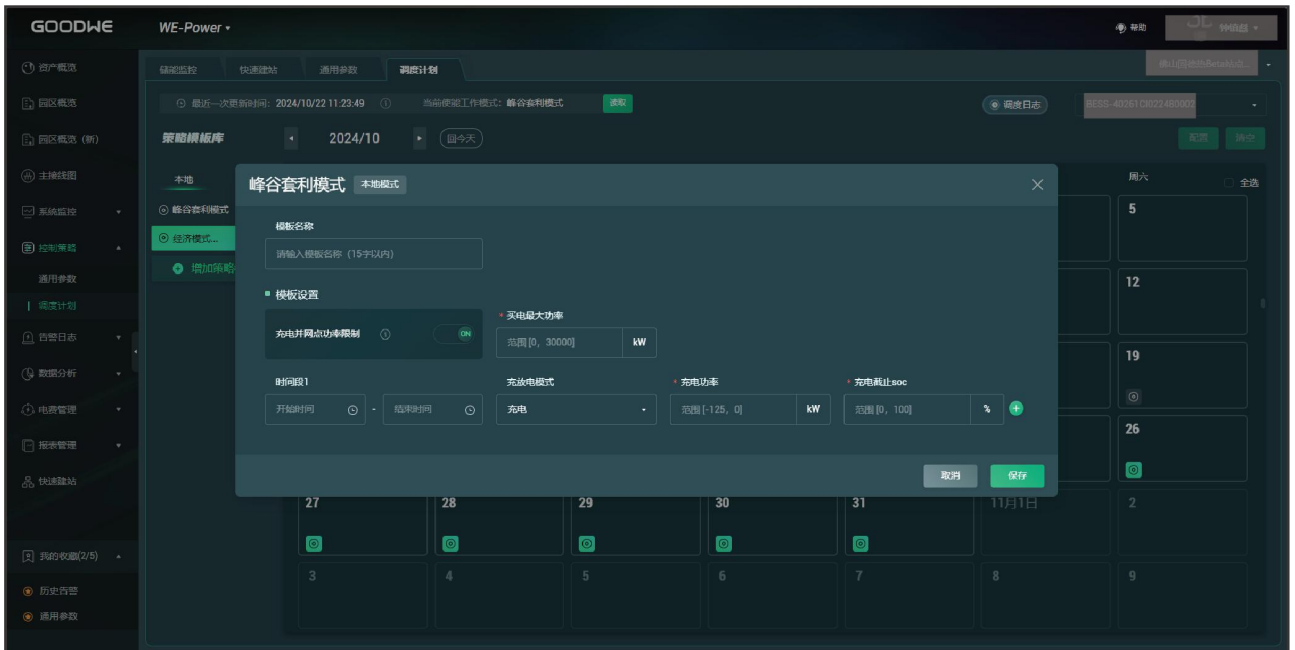 GOODWE
WE-Power
帮助
资产概览
园区概览
园区概览（新）
主接线图
系统监控
控制策略
通用参数
调度计划
告警日志
数据分析
电费管理
报表管理
快速建站
我的收藏(2/5)
历史告警
通用参数
储能监控 快速建站 通用参数 调度计划
最近一次更新时间: 2024/10/22 11:23:49 当前使能工作模式: 峰谷套利模式 读取
调度日志
BESS-40261CI022480002
策略模板库 2024/10 回今天
配置 清空
本地
峰谷套利模式
经济模式...
增加策略
周六 全选
峰谷套利模式 本地模式
模板名称
请输入模板名称（15字以内）
模板设置
充电并网点功率限制 ON
* 买电最大功率
范围 [0, 30000] kW
时间段1 充放电模式 * 充电功率 * 充电截止soc
开始时间 - 结束时间 充电 范围 [-125, 0] kW 范围 [0, 100] %
取消 保存
5
12
19
26
27 28 29 30 31 11月1日 2
3 4 5 6 7 8 9